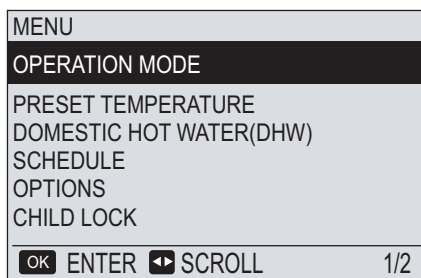 MENU
OPERATION MODE
PRESET TEMPERATURE
DOMESTIC HOT WATER(DHW)
SCHEDULE
OPTIONS
CHILD LOCK
OK ENTER SCROLL 1/2